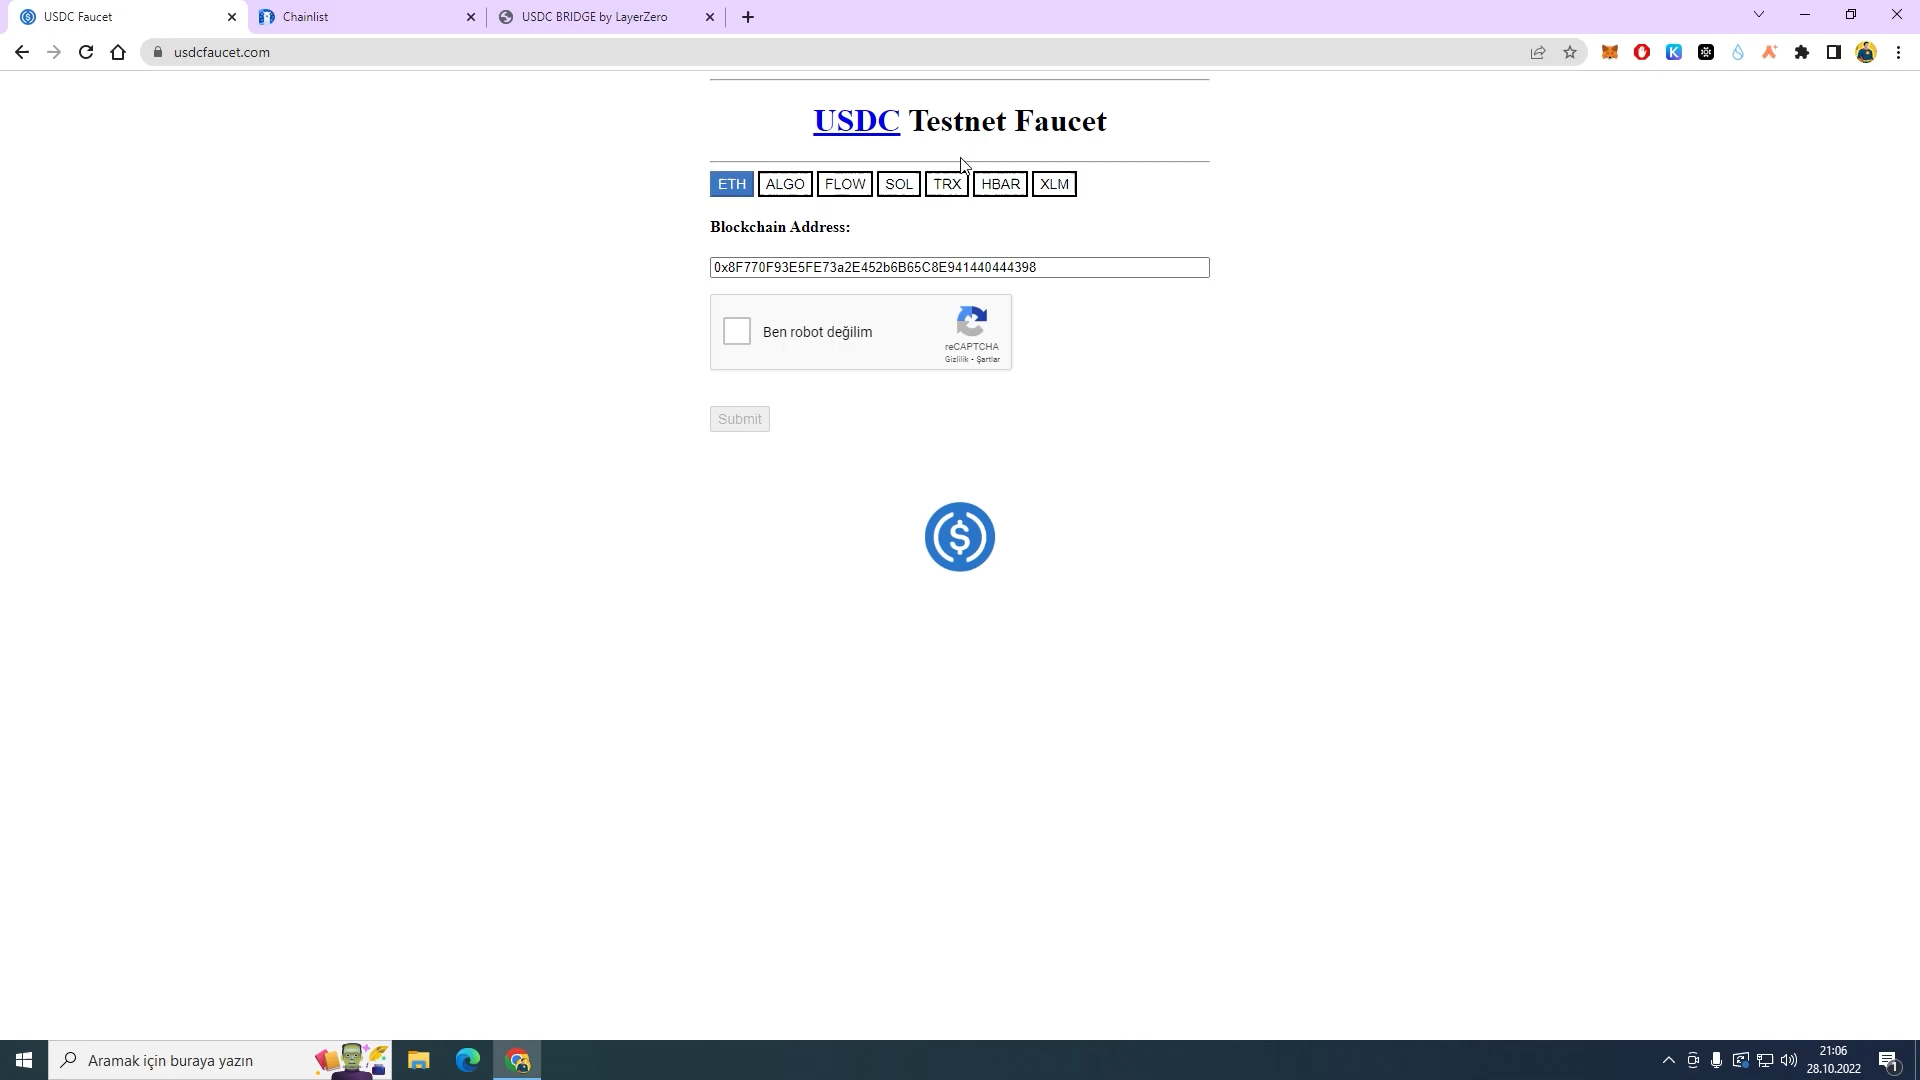 USDC Faucet
Chainlist
USDC BRIDGE by LayerZero
usdcfaucet.com
USDC Testnet Faucet
ETH ALGO FLOW SOL TRX HBAR XLM
Blockchain Address:
0x8F770F93E5FE73a2E452b6B65C8E941440444398
Ben robot değilim
reCAPTCHA
Gizlilik - Şartlar
Submit
Aramak için buraya yazın
21:06
28.10.2022
1